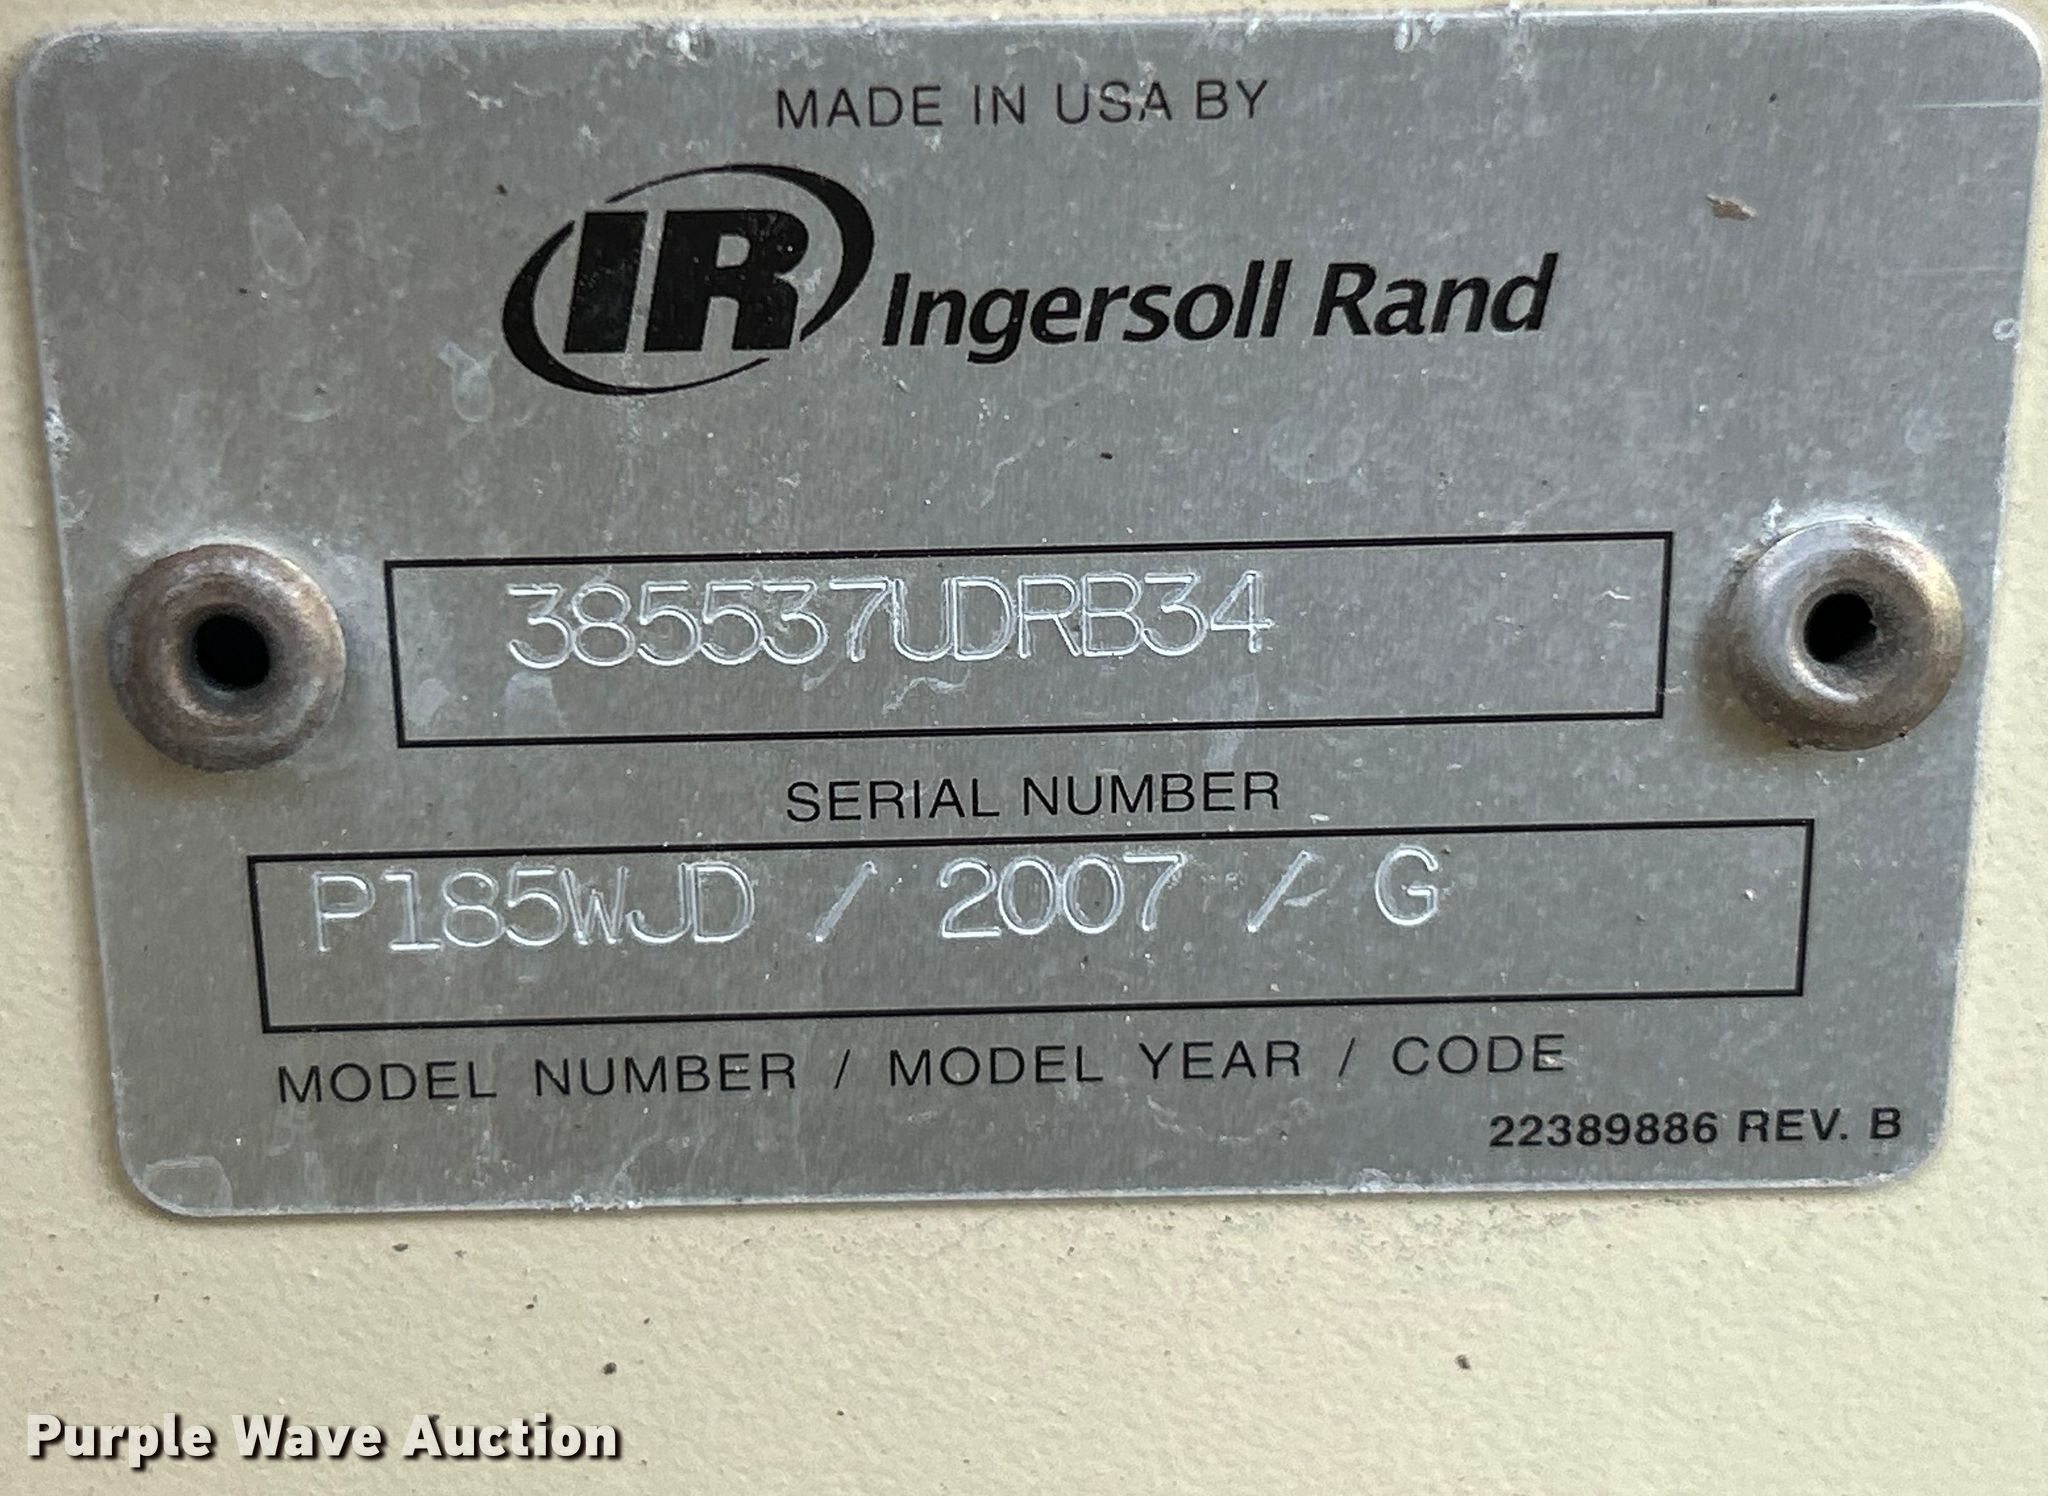 MADE IN USA BY
IR Ingersoll Rand
385537UDRB34
SERIAL NUMBER
P185WJD / 2007 / G
MODEL NUMBER / MODEL YEAR / CODE
22389886 REV. B
Purple Wave Auction